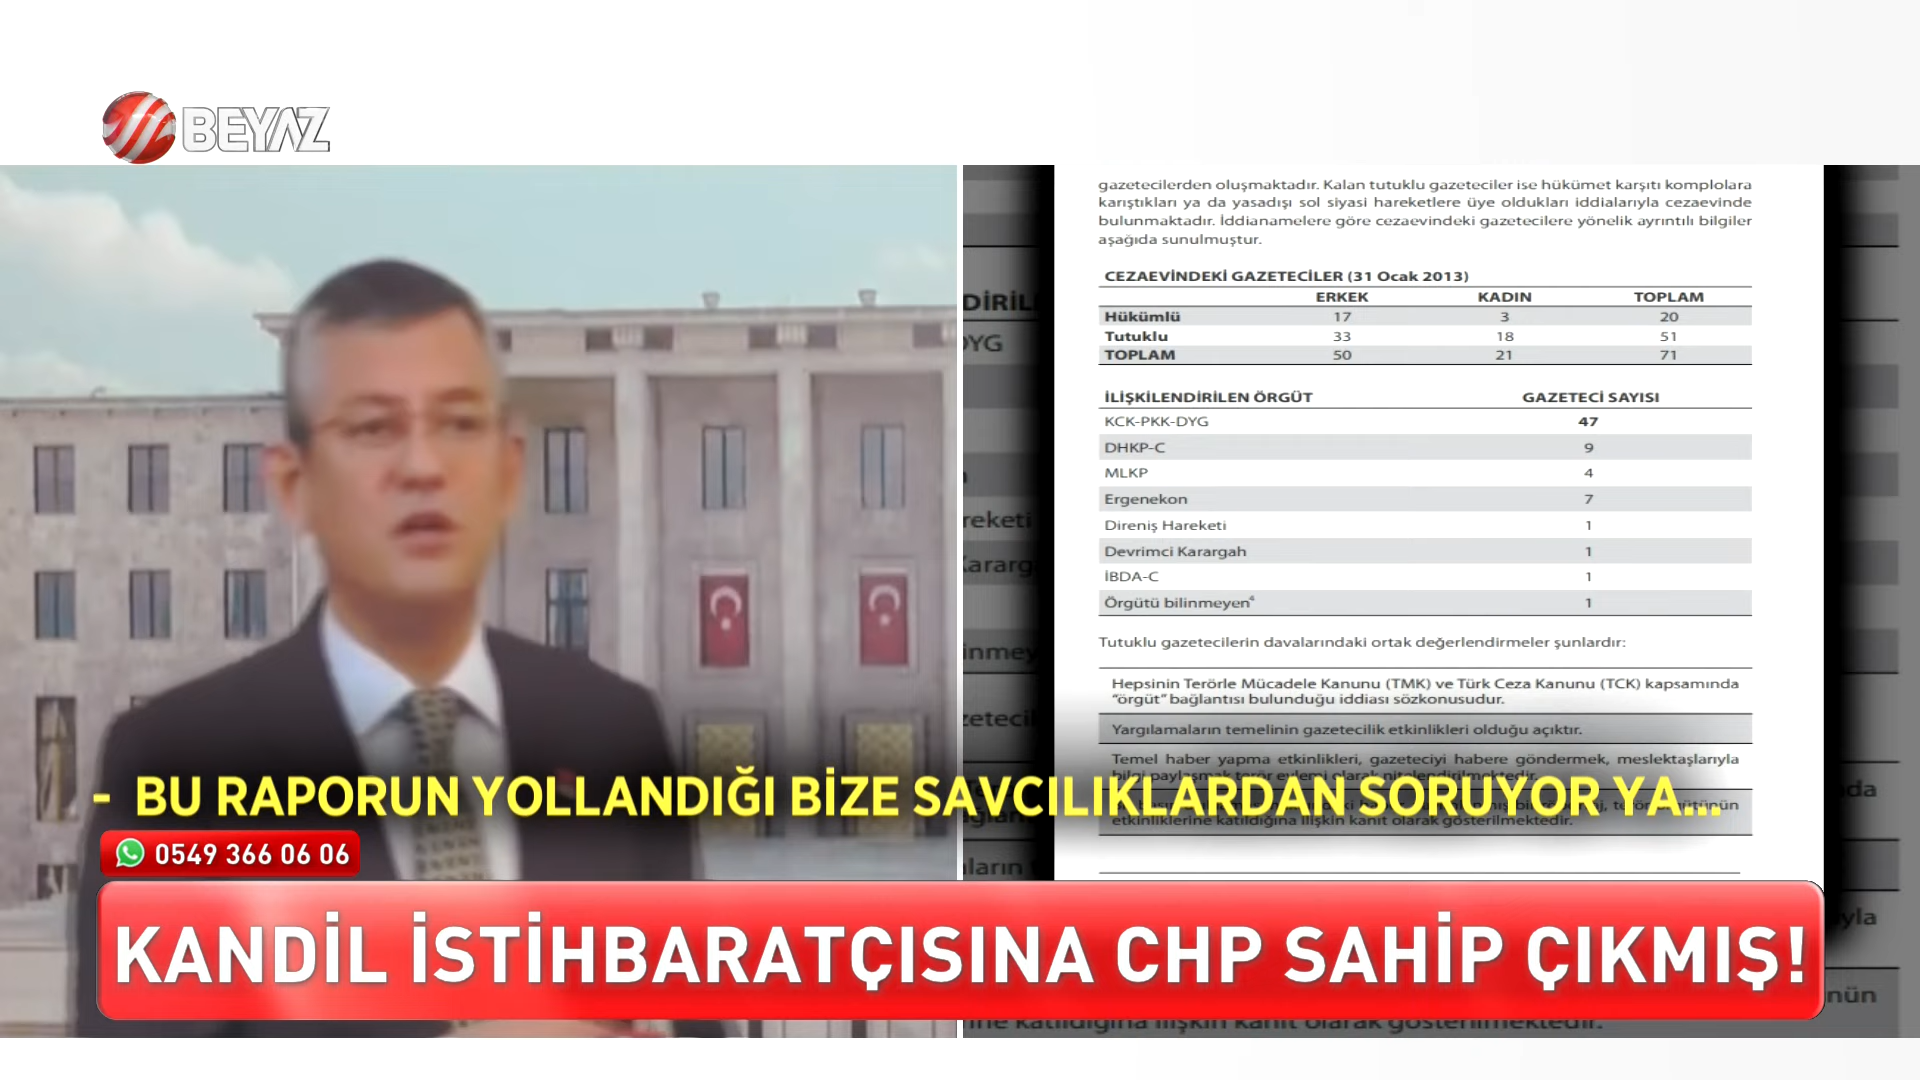 BEYAZ
gazetecilerden oluşmaktadır. Kalan tutuklu gazeteciler ise hükümet karşıtı komplolara
karıştıkları ya da yasadışı sol siyasi hareketlere üye oldukları iddialarıyla cezaevinde
bulunmaktadır. İddianamelere göre cezaevindeki gazetecilere yönelik ayrıntılı bilgiler
aşağıda sunulmuştur.
CEZAEVİNDEKİ GAZETECİLER (31 Ocak 2013)
ERKEK KADIN TOPLAM
Hükümlü 17 3 20
Tutuklu 33 18 51
TOPLAM 50 21 71
İLİŞKİLENDİRİLEN ÖRGÜT GAZETECİ SAYISI
KCK-PKK-DYG 47
DHKP-C 9
MLKP 4
Ergenekon 7
Direniş Hareketi 1
Devrimci Karargah 1
İBDA-C 1
Örgütü bilinmeyen⁴ 1
Tutuklu gazetecilerin davalarındaki ortak değerlendirmeler şunlardır:
Hepsinin Terörle Mücadele Kanunu (TMK) ve Türk Ceza Kanunu (TCK) kapsamında
"örgüt" bağlantısı bulunduğu iddiası sözkonusudur.
Yargılamaların temelinin gazetecilik etkinlikleri olduğu açıktır.
Temel haber yapma etkinlikleri, gazeteciyi habere göndermek, meslektaşlarıyla
bilgi paylaşmak terör eylemi olarak nitelendirilmektedir.
etkinliklerine katıldığına ilişkin kanıt olarak gösterilmektedir.
- BU RAPORUN YOLLANDIĞI BİZE SAVCILIKLARDAN SORUYOR YA...
0549 366 06 06
KANDİL İSTİHBARATÇISINA CHP SAHİP ÇIKMIŞ!